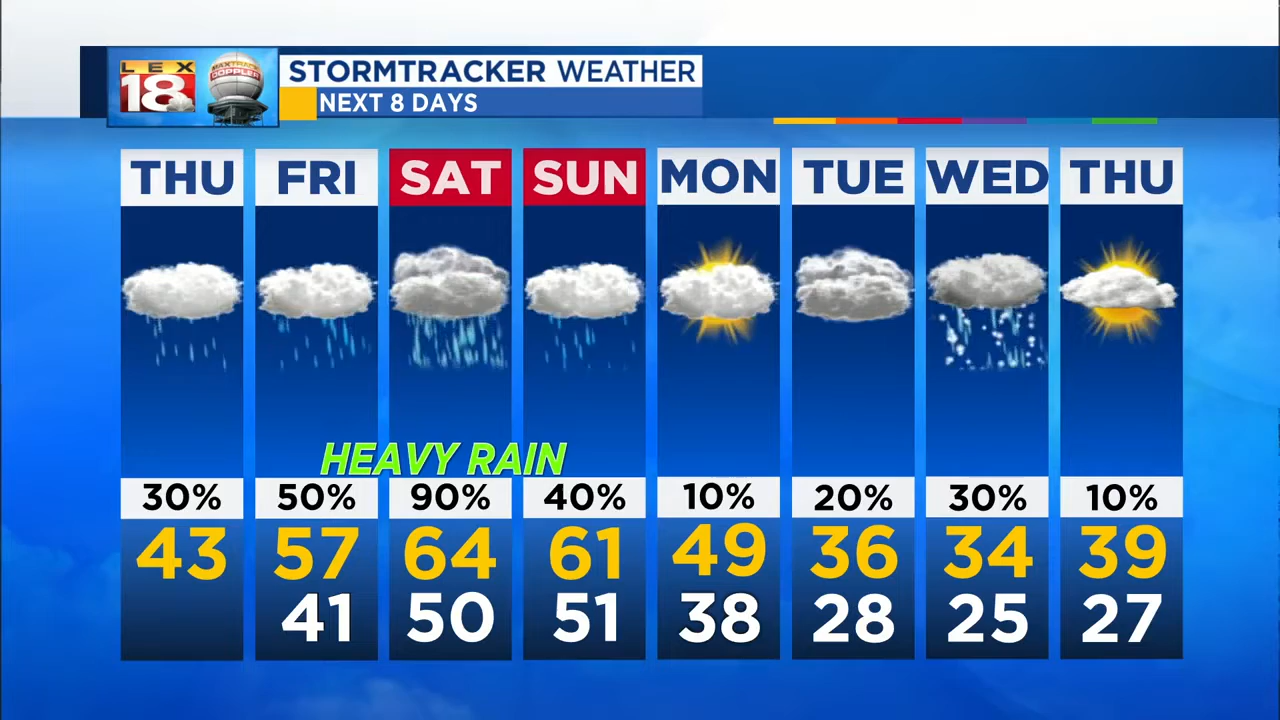 LEX
18
MAXTRACK
DOPPLER
STORMTRACKER WEATHER
NEXT 8 DAYS
THU FRI SAT SUN MON TUE WED THU
HEAVY RAIN
30% 50% 90% 40% 10% 20% 30% 10%
43 57 64 61 49 36 34 39
41 50 51 38 28 25 27